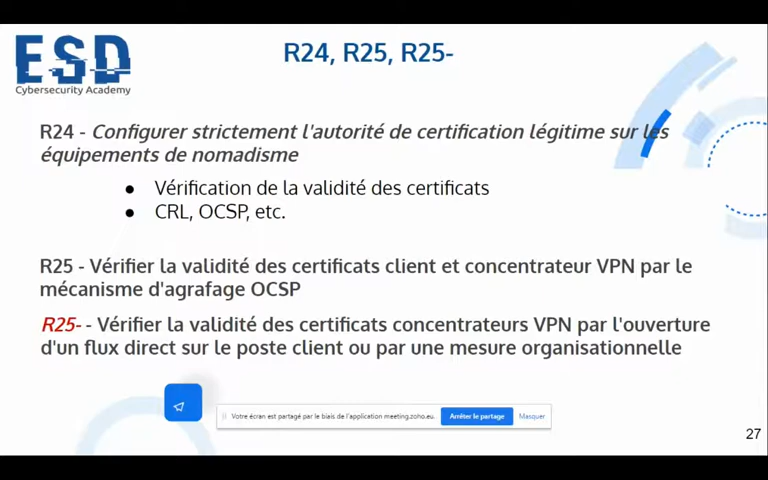 ESD
Cybersecurity Academy
R24, R25, R25-
R24 - Configurer strictement l'autorité de certification légitime sur les
équipements de nomadisme
● Vérification de la validité des certificats
● CRL, OCSP, etc.
R25 - Vérifier la validité des certificats client et concentrateur VPN par le
mécanisme d'agrafage OCSP
R25- - Vérifier la validité des certificats concentrateurs VPN par l'ouverture
d'un flux direct sur le poste client ou par une mesure organisationnelle
Votre écran est partagé par le biais de l'application meeting.zoho.eu. Arrêter le partage Masquer
27